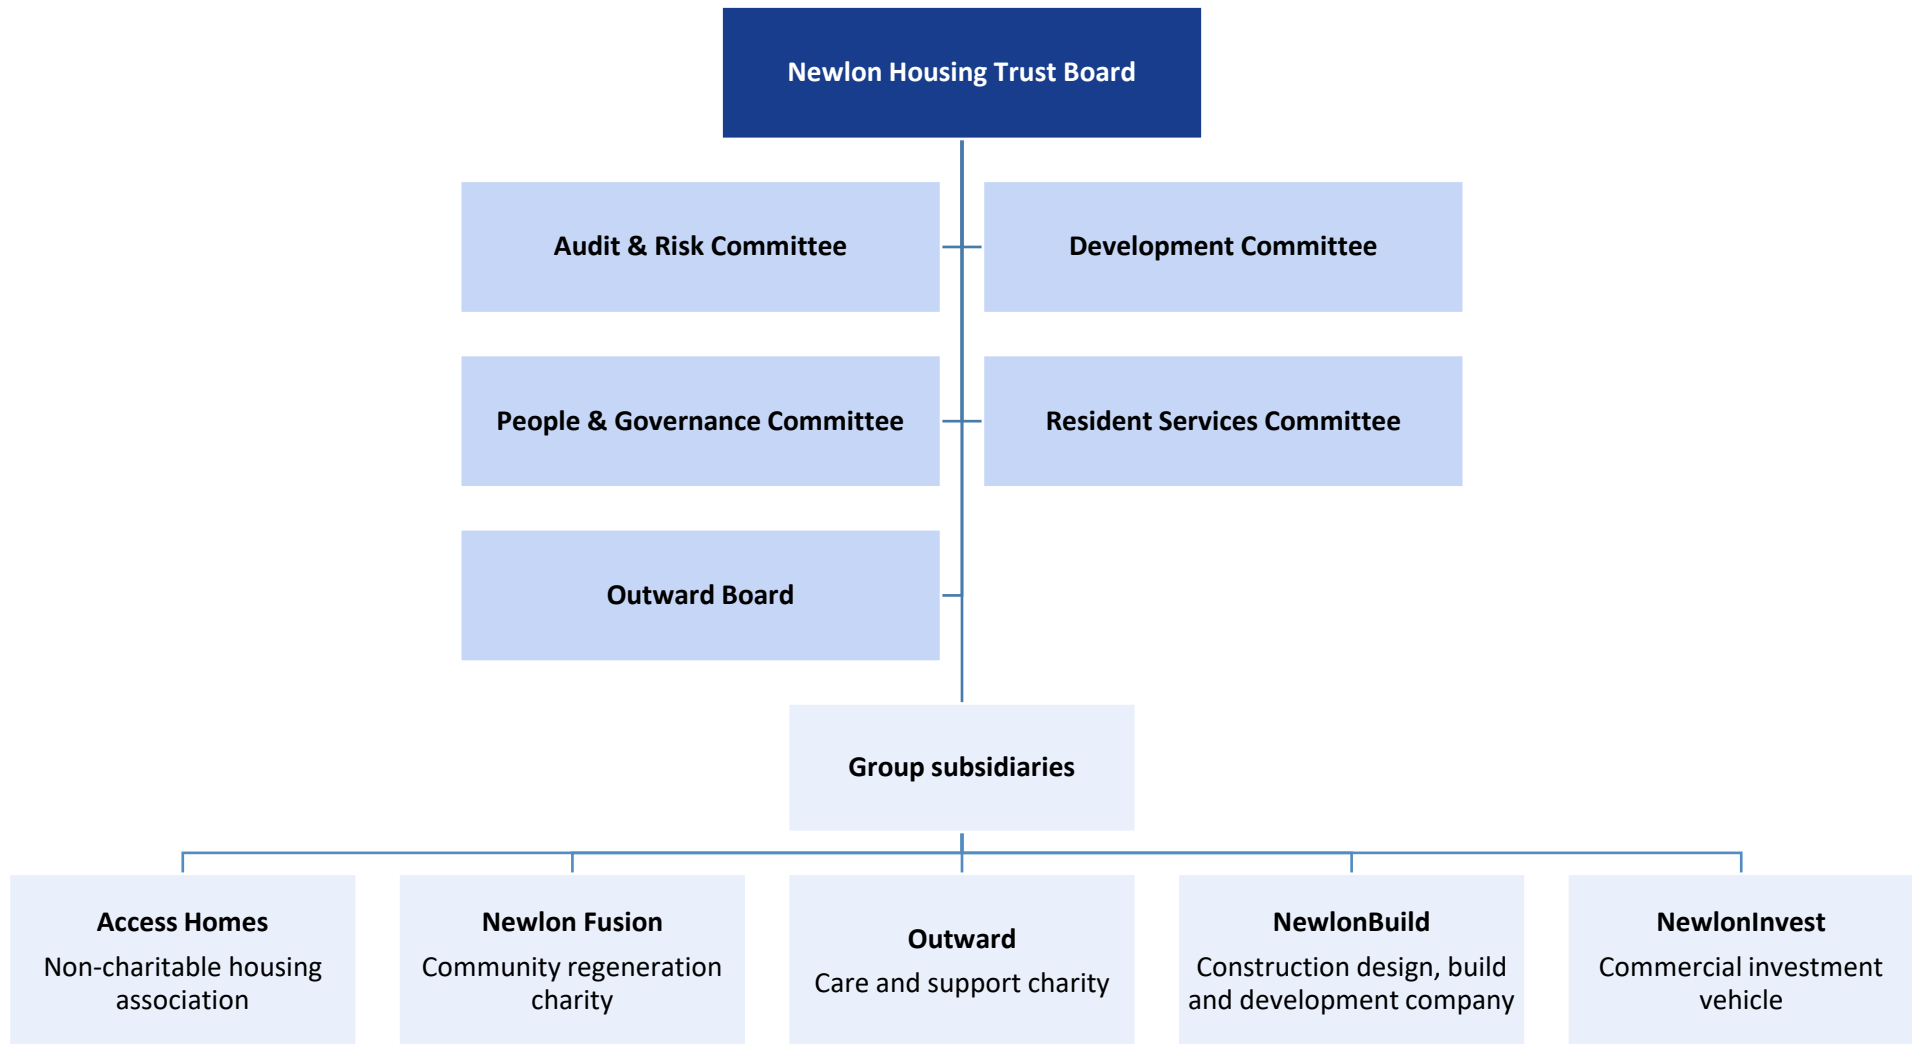 Newlon Housing Trust Board
Audit & Risk Committee
Development Committee
People & Governance Committee
Resident Services Committee
Outward Board
Group subsidiaries
Access Homes
Non-charitable housing
association
Newlon Fusion
Community regeneration
charity
Outward
Care and support charity
NewlonBuild
Construction design, build
and development company
NewlonInvest
Commercial investment
vehicle